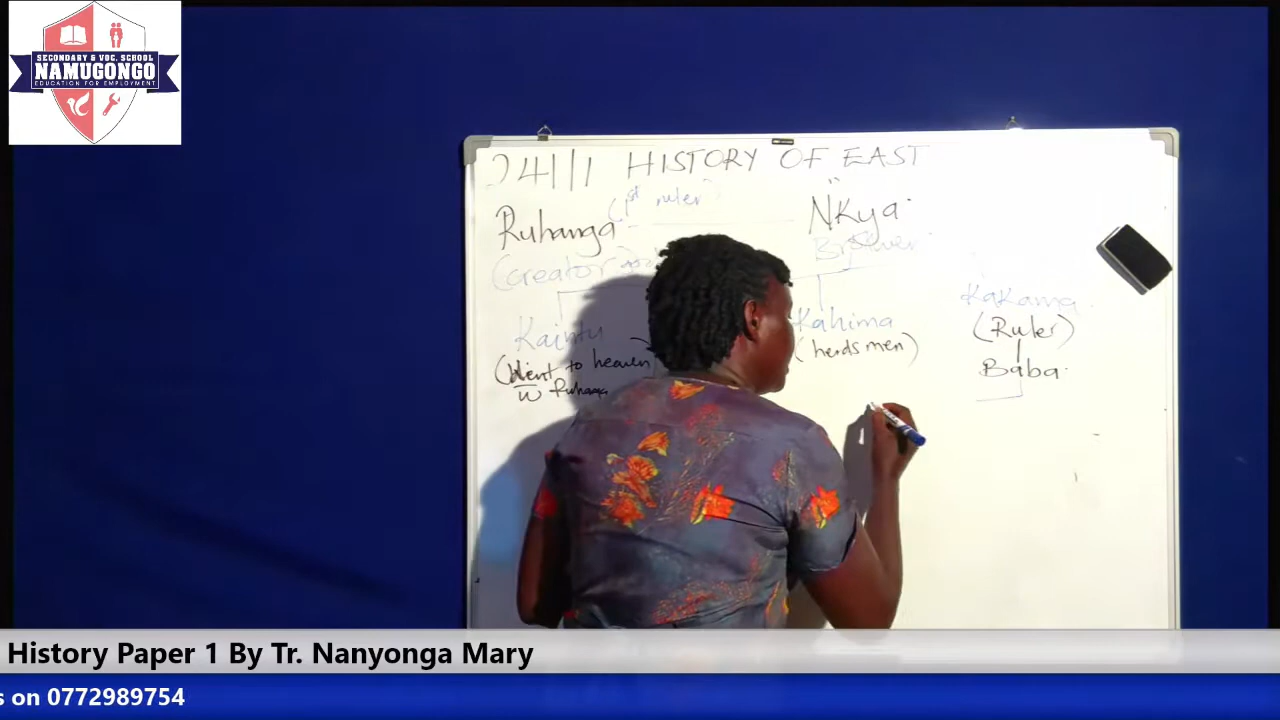 SECONDARY & VOC. SCHOOL
NAMUGONGO
EDUCATION FOR EMPLOYMENT
241/1 HISTORY OF EAST
(1st ruler)
Ruhanga
Nkya
(creator
Kaintu
(Went to heaven)
w Ruhanga
Kahima
(herds men)
Kakama
(Ruler)
Baba
History Paper 1 By Tr. Nanyonga Mary
s on 0772989754